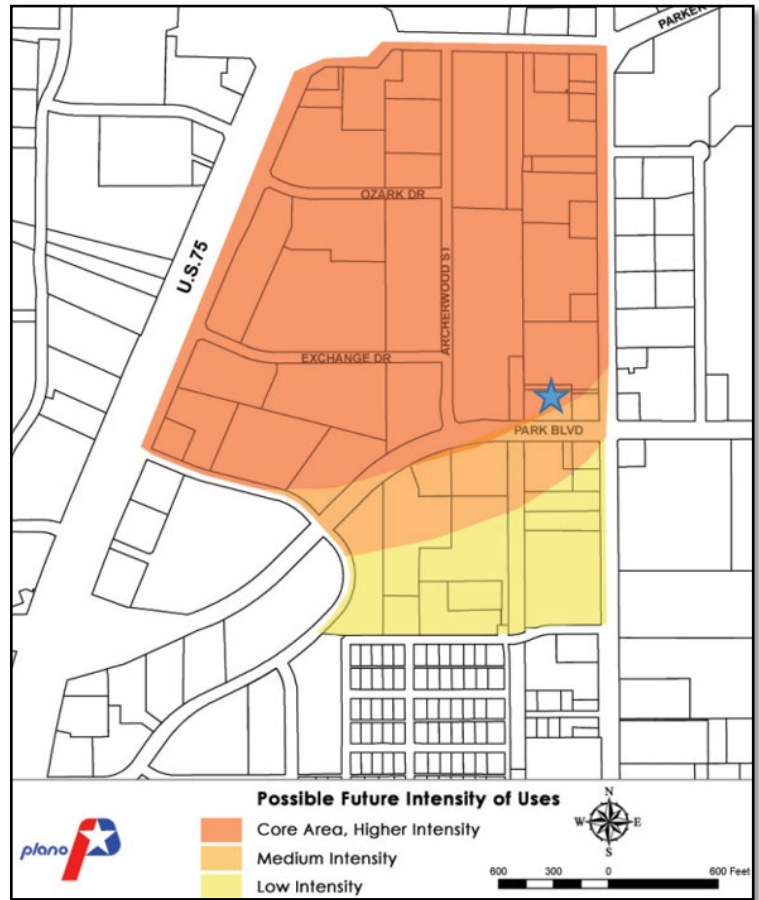 PARKER
OZARK DR
U.S.75
ARCHERWOOD ST
EXCHANGE DR
PARK BLVD
Possible Future Intensity of Uses
Core Area, Higher Intensity
Medium Intensity
Low Intensity
plano
N
W E
S
600 300 0 600 Feet